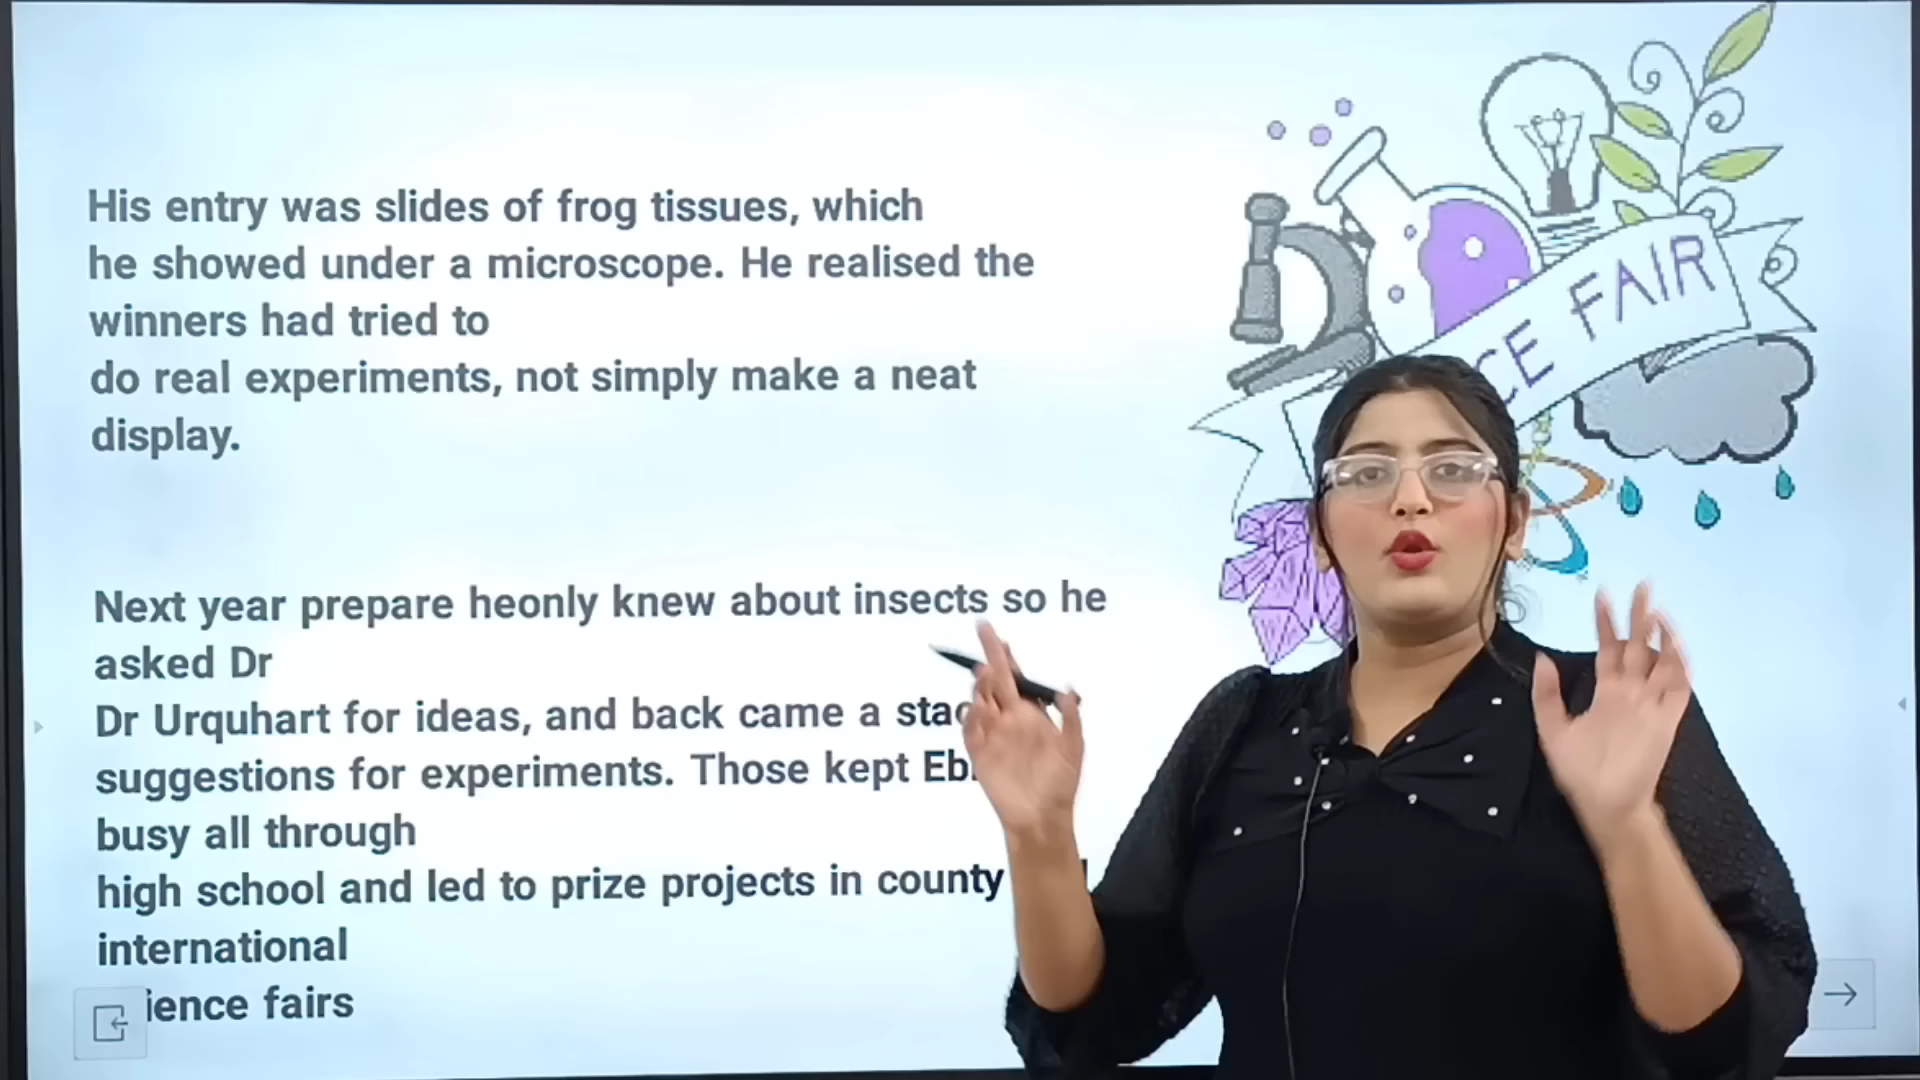 His entry was slides of frog tissues, which
he showed under a microscope. He realised the
winners had tried to
do real experiments, not simply make a neat
display.
Next year prepare heonly knew about insects so he
asked Dr
Dr Urquhart for ideas, and back came a
suggestions for experiments. Those kept
busy all through
high school and led to prize projects in county
international
fairs
FAIR